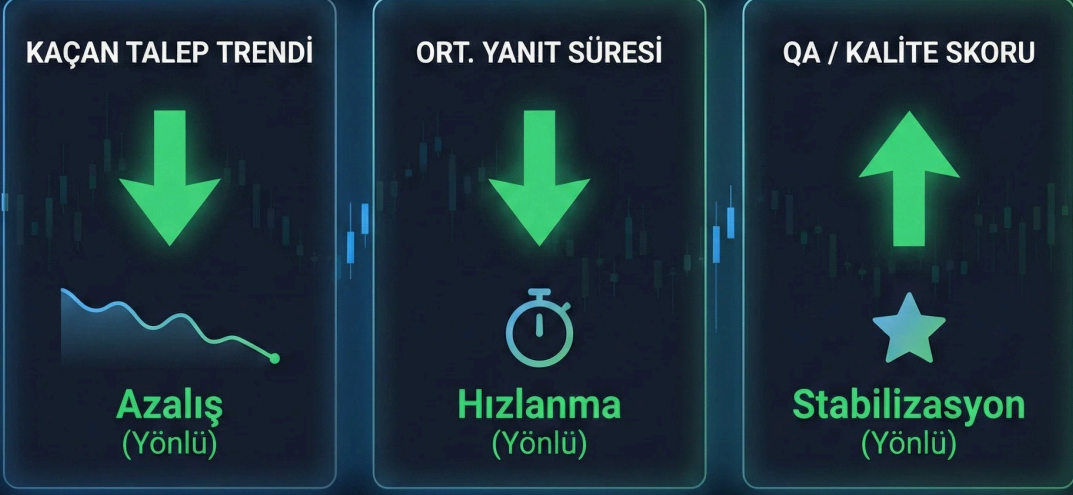 KAÇAN TALEP TRENDİ
Azalış
(Yönlü)
ORT. YANIT SÜRESİ
Hızlanma
(Yönlü)
QA / KALİTE SKORU
Stabilizasyon
(Yönlü)